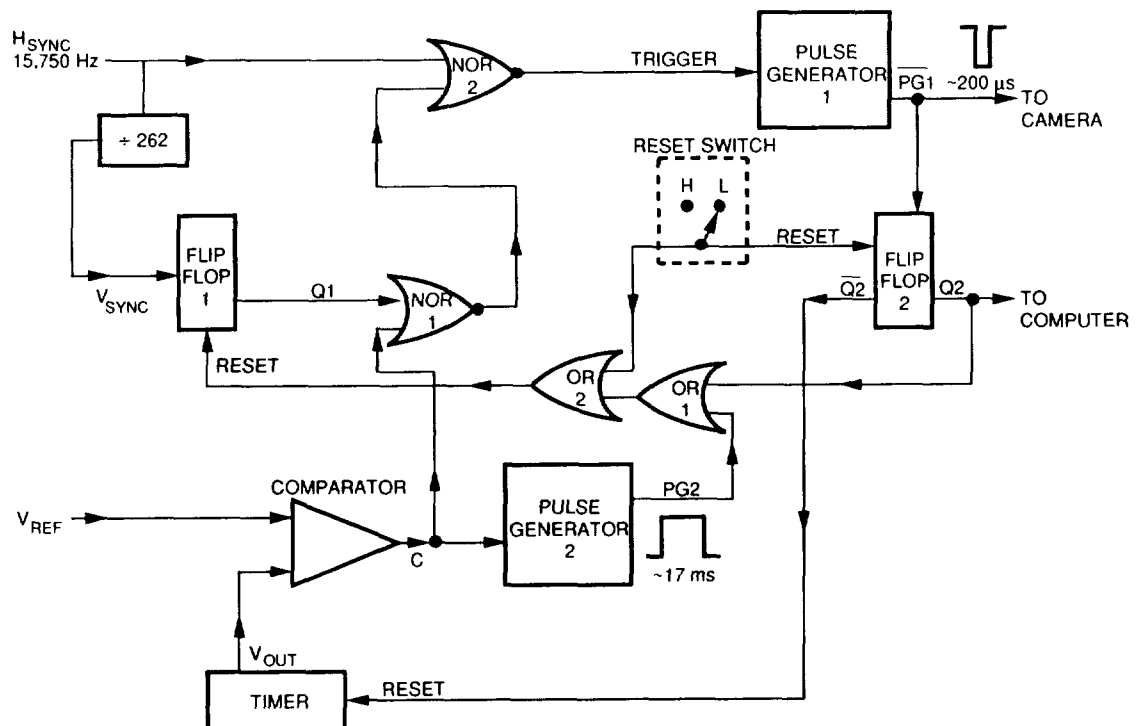 H SYNC
15,750 Hz
÷ 262
V SYNC
FLIP
FLOP
1
Q1
RESET
NOR
1
NOR
2
TRIGGER
PULSE
GENERATOR
1
PG1
~200 µs
TO
CAMERA
RESET SWITCH
H L
RESET
FLIP
FLOP
2
Q2
Q2
TO
COMPUTER
OR
2
OR
1
COMPARATOR
V REF
C
PULSE
GENERATOR
2
PG2
~17 ms
V OUT
TIMER
RESET